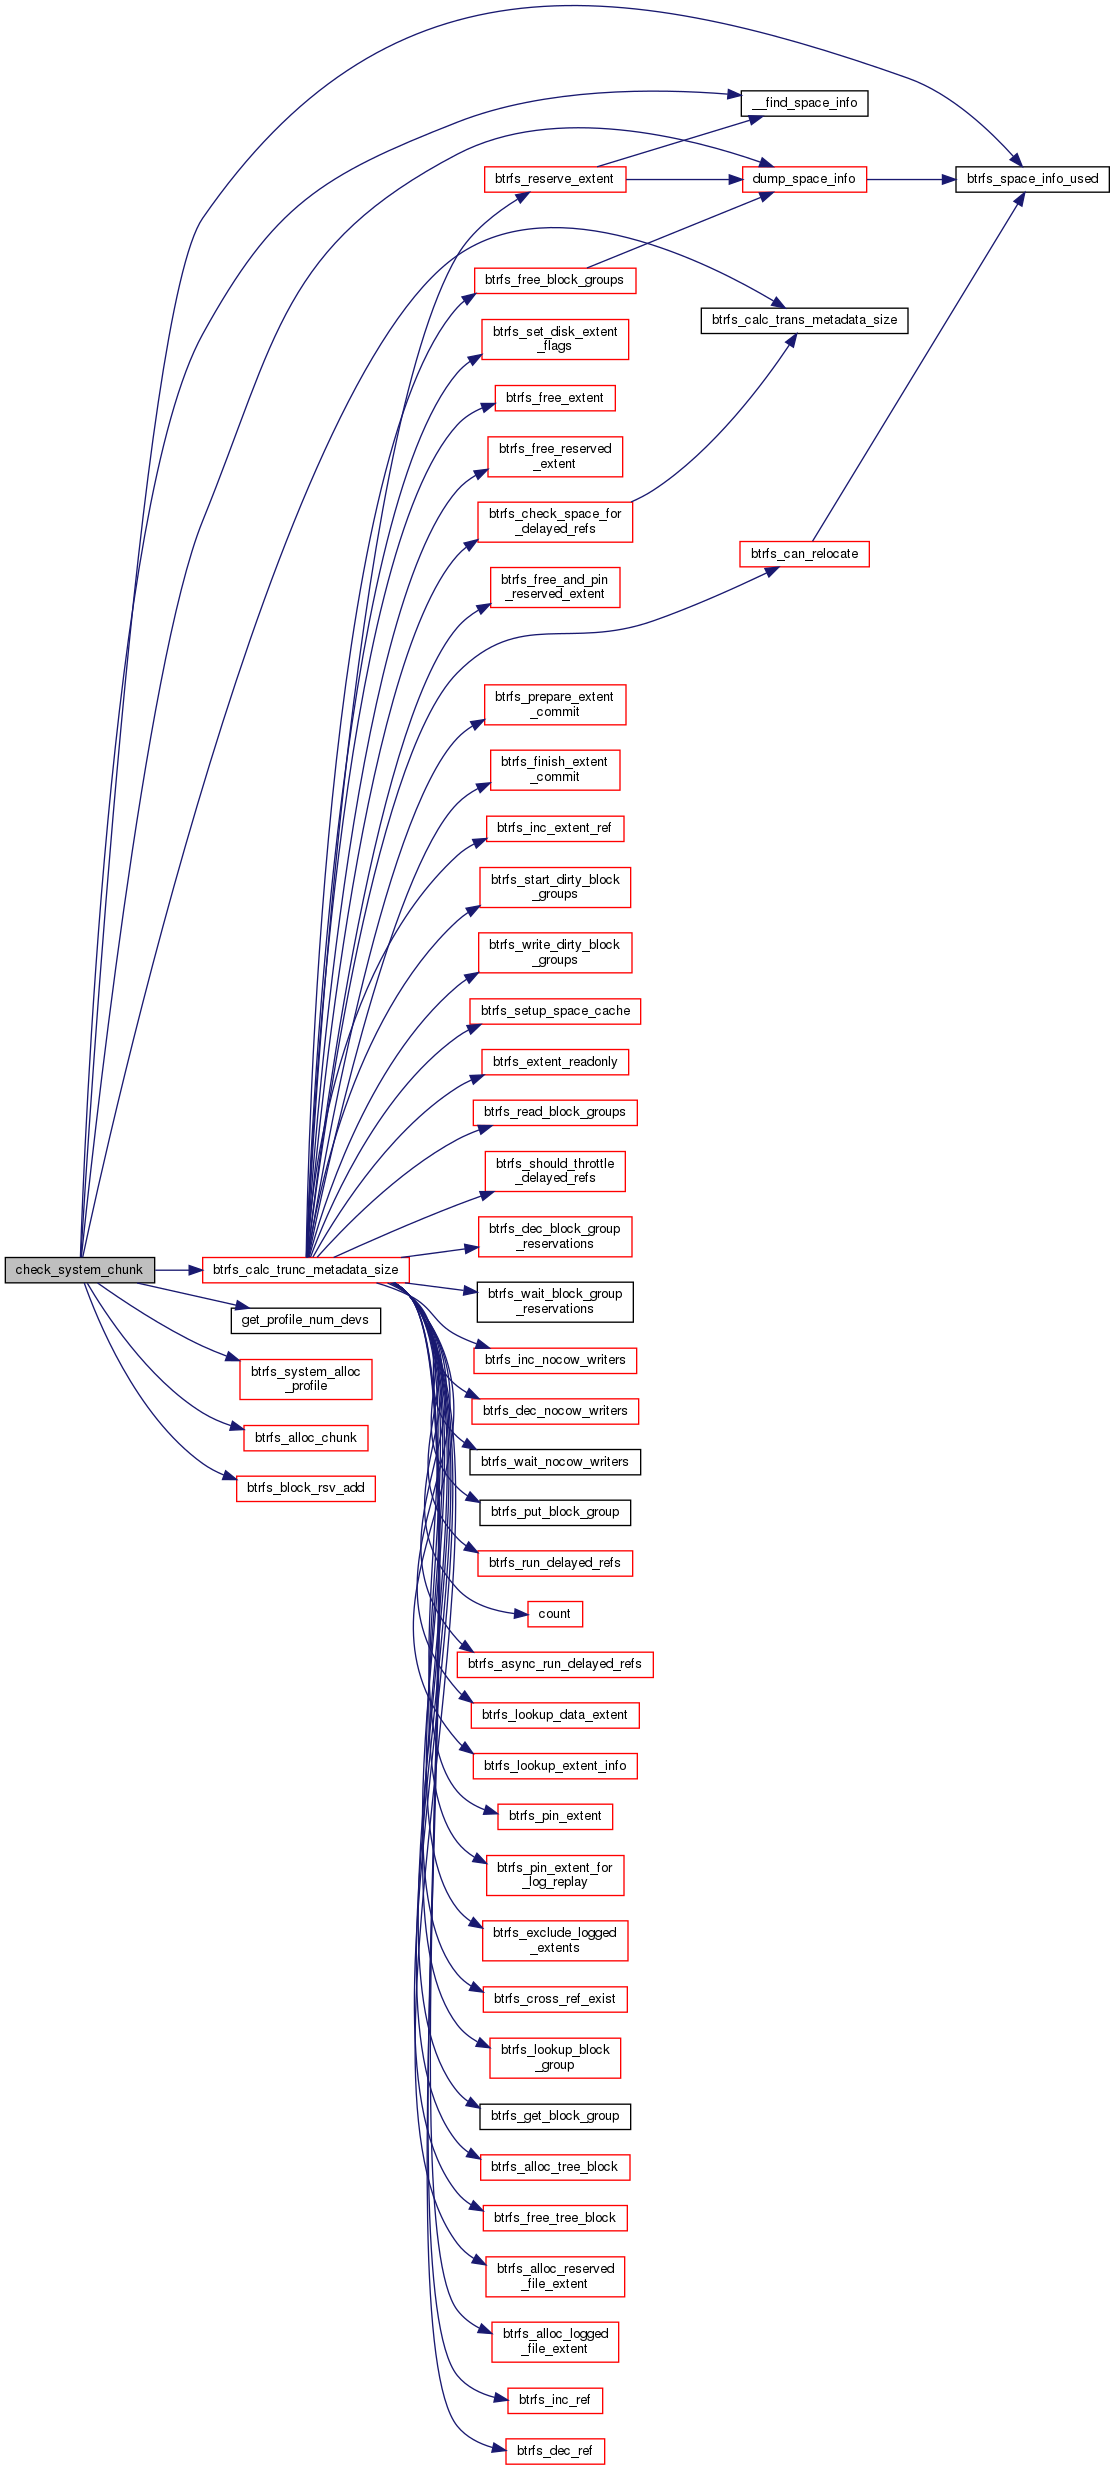 __find_space_info
btrfs_reserve_extent
dump_space_info
btrfs_space_info_used
btrfs_free_block_groups
btrfs_calc_trans_metadata_size
btrfs_set_disk_extent
_flags
btrfs_free_extent
btrfs_free_reserved
_extent
btrfs_check_space_for
_delayed_refs
btrfs_can_relocate
btrfs_free_and_pin
_reserved_extent
btrfs_prepare_extent
_commit
btrfs_finish_extent
_commit
btrfs_inc_extent_ref
btrfs_start_dirty_block
_groups
btrfs_write_dirty_block
_groups
btrfs_setup_space_cache
btrfs_extent_readonly
btrfs_read_block_groups
btrfs_should_throttle
_delayed_refs
btrfs_dec_block_group
_reservations
check_system_chunk
btrfs_calc_trunc_metadata_size
btrfs_wait_block_group
_reservations
get_profile_num_devs
btrfs_inc_nocow_writers
btrfs_system_alloc
_profile
btrfs_dec_nocow_writers
btrfs_alloc_chunk
btrfs_wait_nocow_writers
btrfs_block_rsv_add
btrfs_put_block_group
btrfs_run_delayed_refs
count
btrfs_async_run_delayed_refs
btrfs_lookup_data_extent
btrfs_lookup_extent_info
btrfs_pin_extent
btrfs_pin_extent_for
_log_replay
btrfs_exclude_logged
_extents
btrfs_cross_ref_exist
btrfs_lookup_block
_group
btrfs_get_block_group
btrfs_alloc_tree_block
btrfs_free_tree_block
btrfs_alloc_reserved
_file_extent
btrfs_alloc_logged
_file_extent
btrfs_inc_ref
btrfs_dec_ref